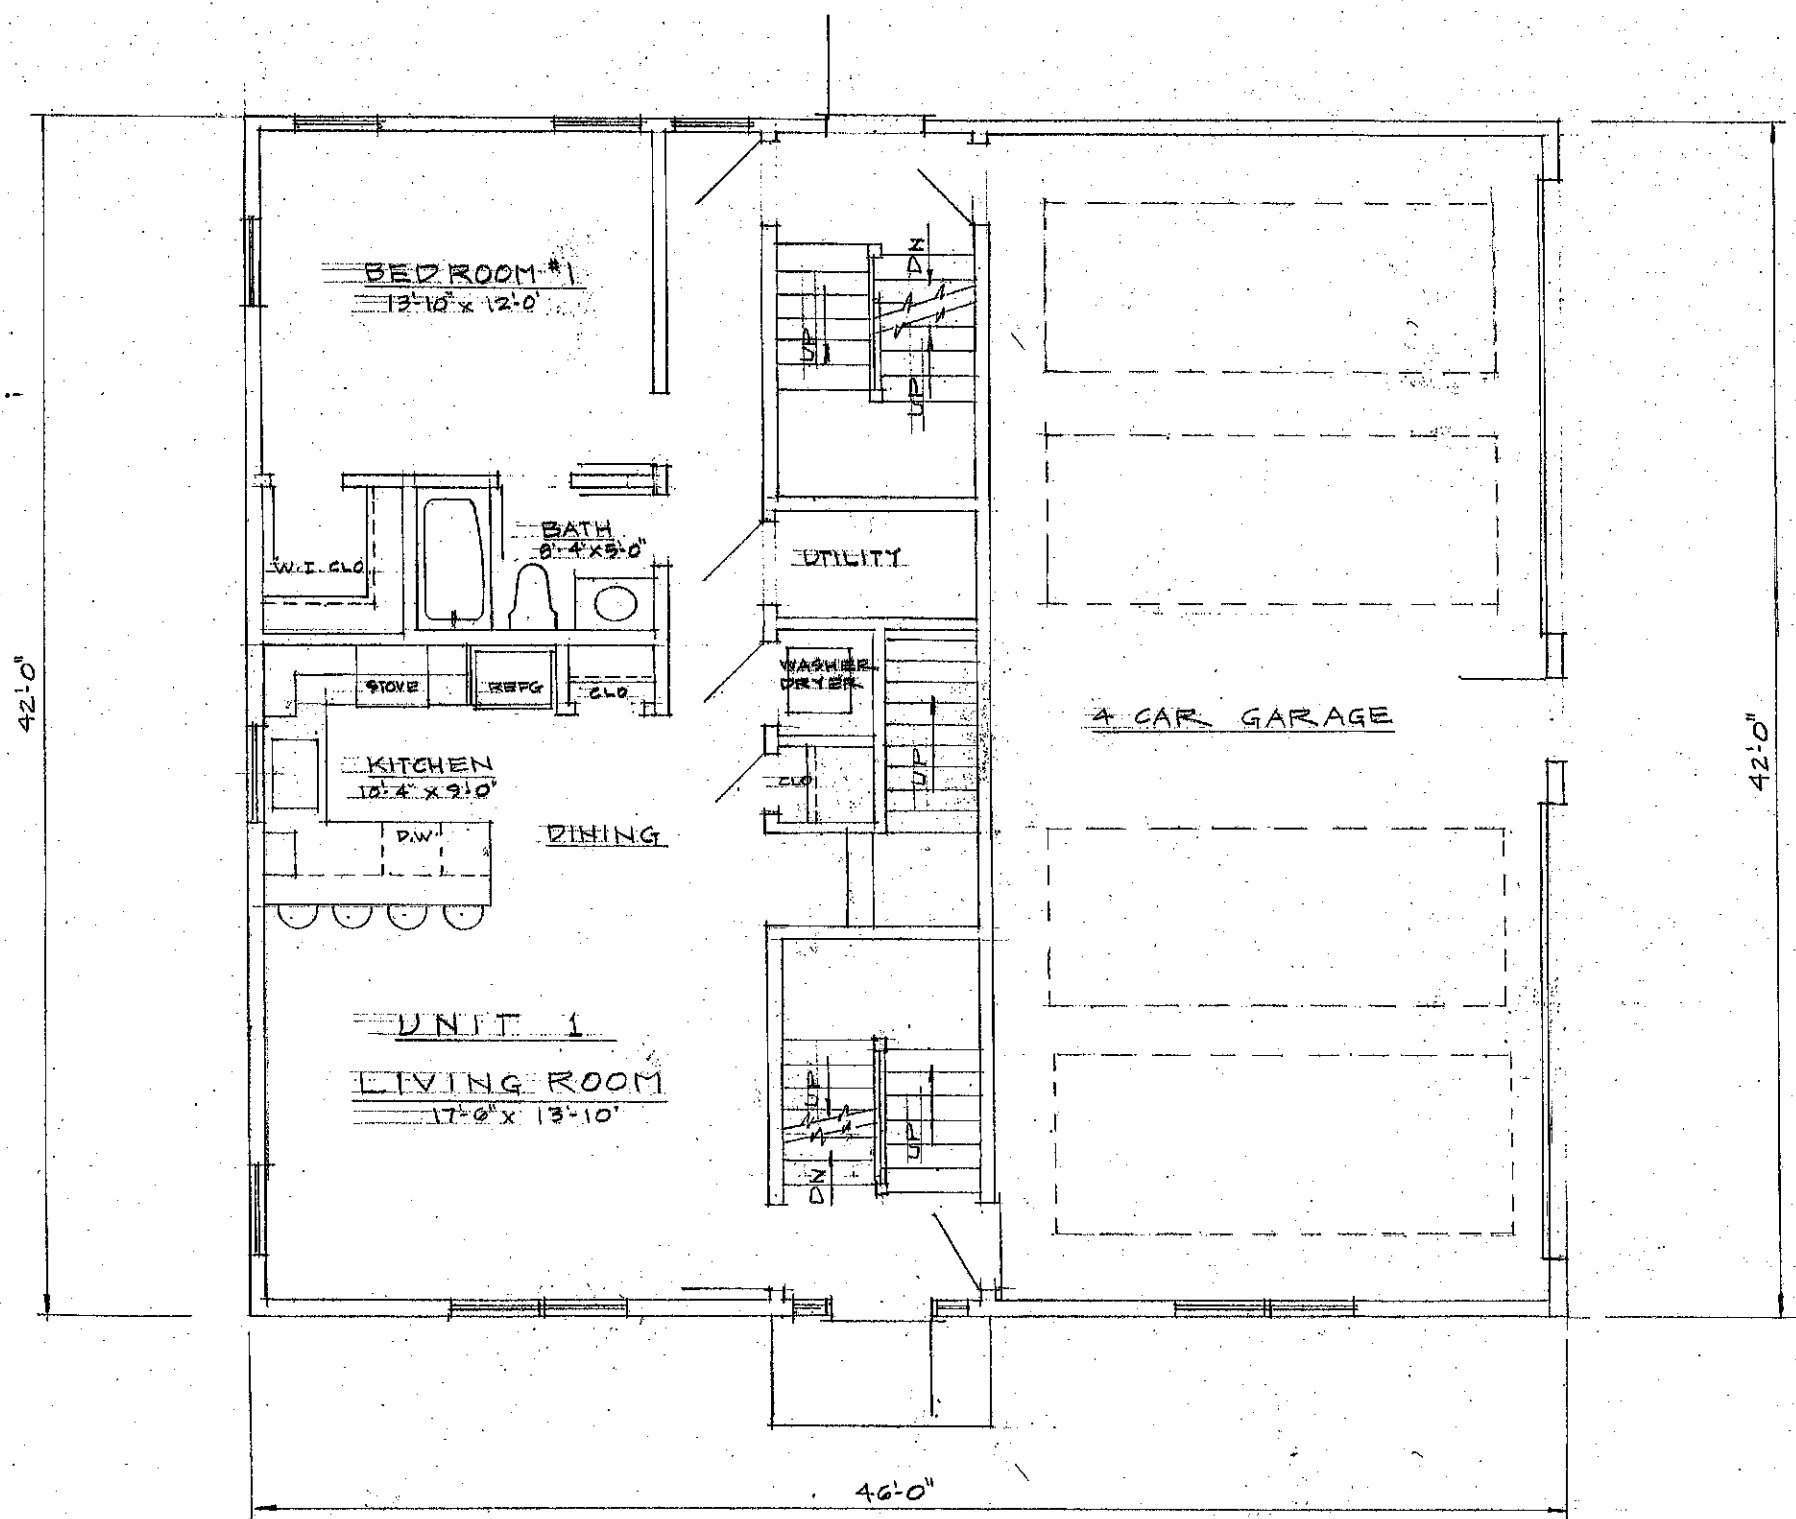 BEDROOM #1
13'-10" x 12'-0"
DN
UP
UP
BATH
8'-4" x 5'-0"
W.I. CLO
UTILITY
STOVE
REFG
CLO
WASHER
DRYER
42'-0"
4 CAR GARAGE
42'-0"
KITCHEN
10'-4" x 9'-0"
CLO
UP
D.W.
DINING
UNIT 1
LIVING ROOM
17'-6" x 13'-10"
UP
UP
DN
46'-0"